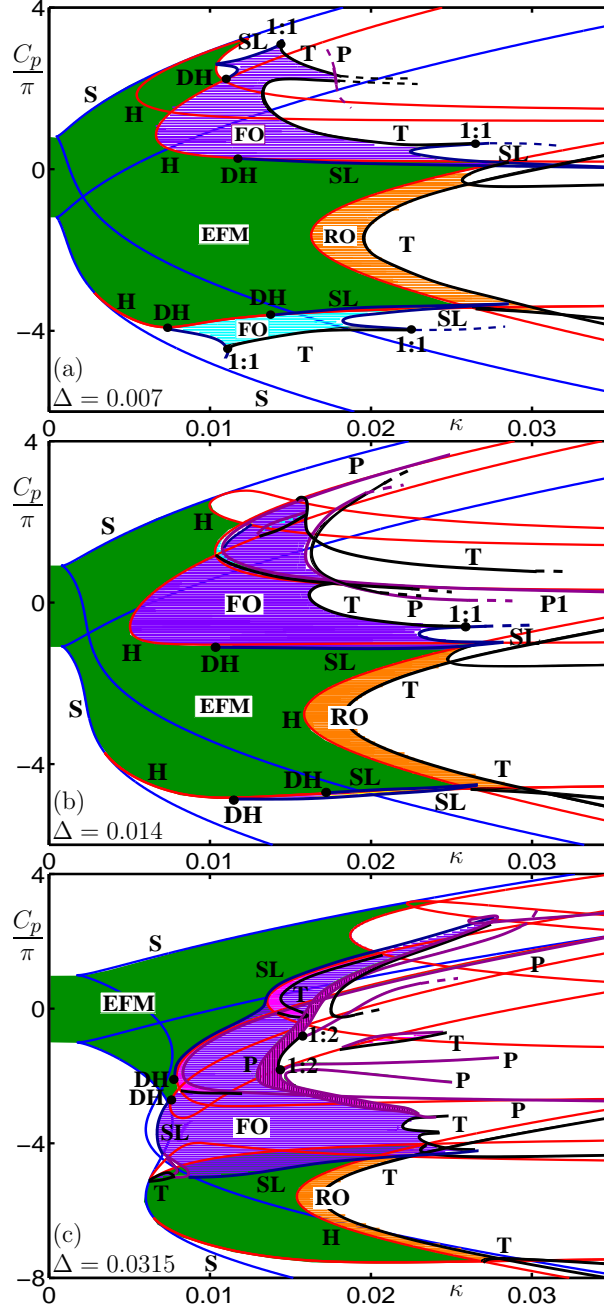 4
C_p/π
0
−4
S
SL
1:1
T
P
DH
H
FO
T
1:1
SL
H
DH
SL
EFM
RO
T
H
DH
DH
SL
FO
SL
1:1
T
1:1
S
(a)
Δ = 0.007
0
0.01
0.02
κ
0.03
4
C_p/π
0
−4
S
H
P
T
FO
T
P
1:1
P1
H
DH
SL
SL
S
EFM
H
RO
T
H
DH
SL
T
DH
SL
(b)
Δ = 0.014
0
0.01
0.02
κ
0.03
4
C_p/π
0
−4
−8
S
EFM
SL
T
P
1:2
T
DH
P
1:2
P
DH
P
P
SL
FO
T
T
SL
RO
T
H
T
S
(c)
Δ = 0.0315
0
0.01
0.02
κ
0.03